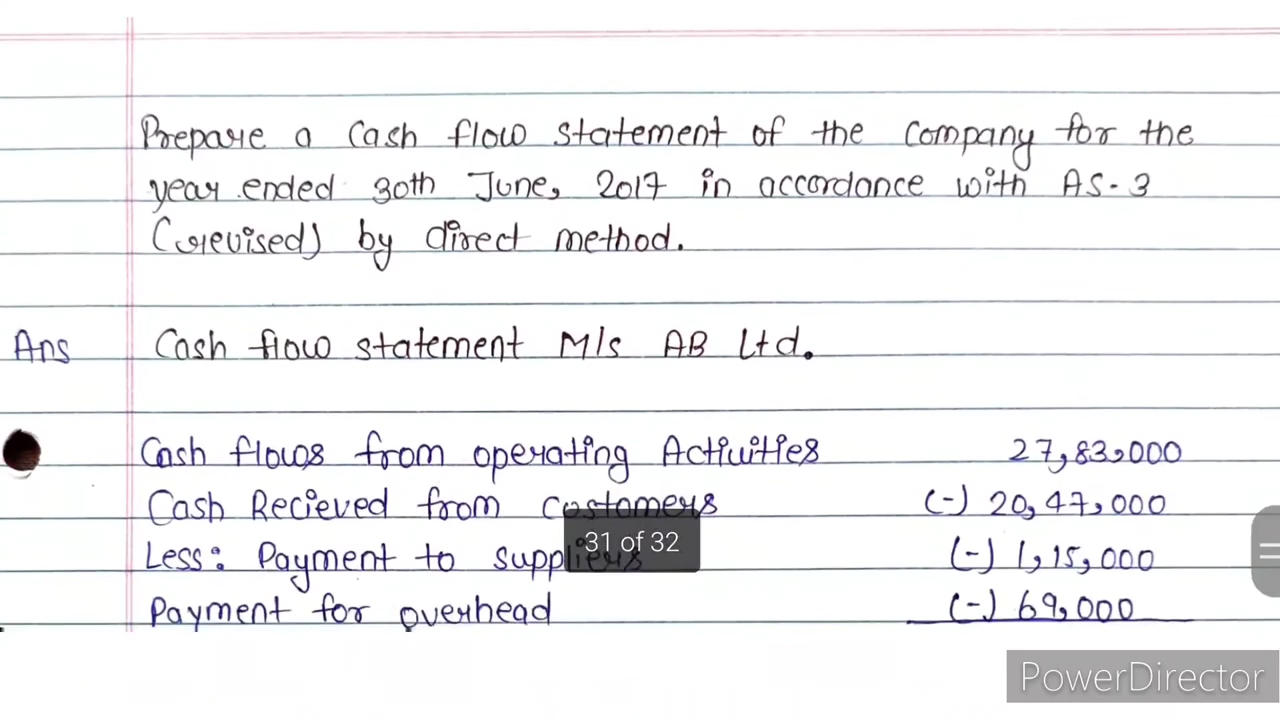 Prepare a Cash flow statement of the Company for the
year ended 30th June, 2017 in accordance with AS-3
(revised) by direct method.
Ans Cash flow statement M/s AB Ltd.
Cash flows from operating Activities 27,83,000
Cash Recieved from costomers (-) 20,47,000
31 of 32
Less: Payment to suppliers (-) 1,15,000
Payment for overhead (-) 69,000
PowerDirector